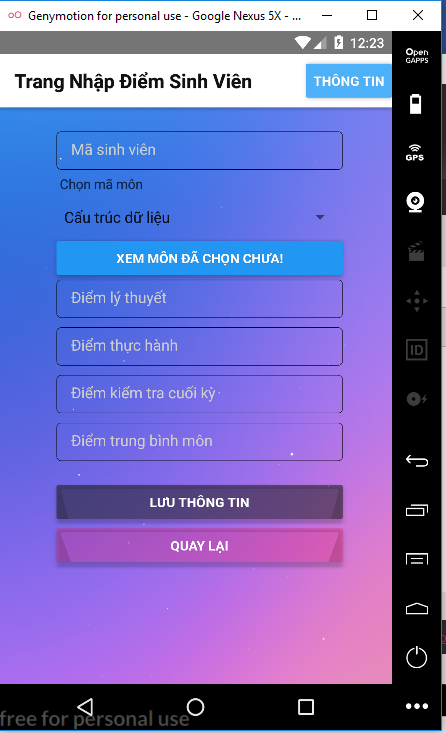 Genymotion for personal use - Google Nexus 5X - ...
12:23
Trang Nhập Điểm Sinh Viên
THÔNG TIN
Mã sinh viên
Chọn mã môn
Cấu trúc dữ liệu
XEM MÔN ĐÃ CHỌN CHƯA!
Điểm lý thuyết
Điểm thực hành
Điểm kiểm tra cuối kỳ
Điểm trung bình môn
LƯU THÔNG TIN
QUAY LẠI
free for personal use
Open
GAPPS
GPS
ID